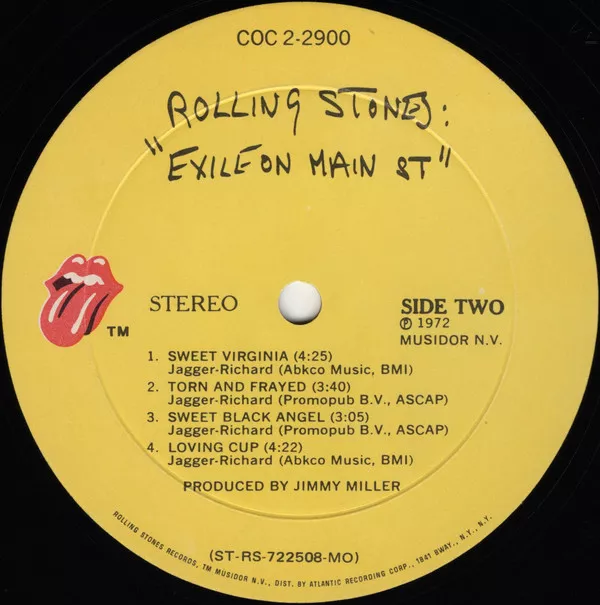 COC 2-2900
ROLLING STONES:
"EXILE ON MAIN ST"
STEREO
SIDE TWO
℗ 1972
MUSIDOR N.V.
TM
1. SWEET VIRGINIA (4:25)
Jagger-Richard (Abkco Music, BMI)
2. TORN AND FRAYED (3:40)
Jagger-Richard (Promopub B.V., ASCAP)
3. SWEET BLACK ANGEL (3:05)
Jagger-Richard (Promopub B.V., ASCAP)
4. LOVING CUP (4:22)
Jagger-Richard (Abkco Music, BMI)
PRODUCED BY JIMMY MILLER
(ST-RS-722508-MO)
ROLLING STONES RECORDS, TM MUSIDOR N.V., DIST. BY ATLANTIC RECORDING CORP., 1841 BWAY., N.Y., N.Y.